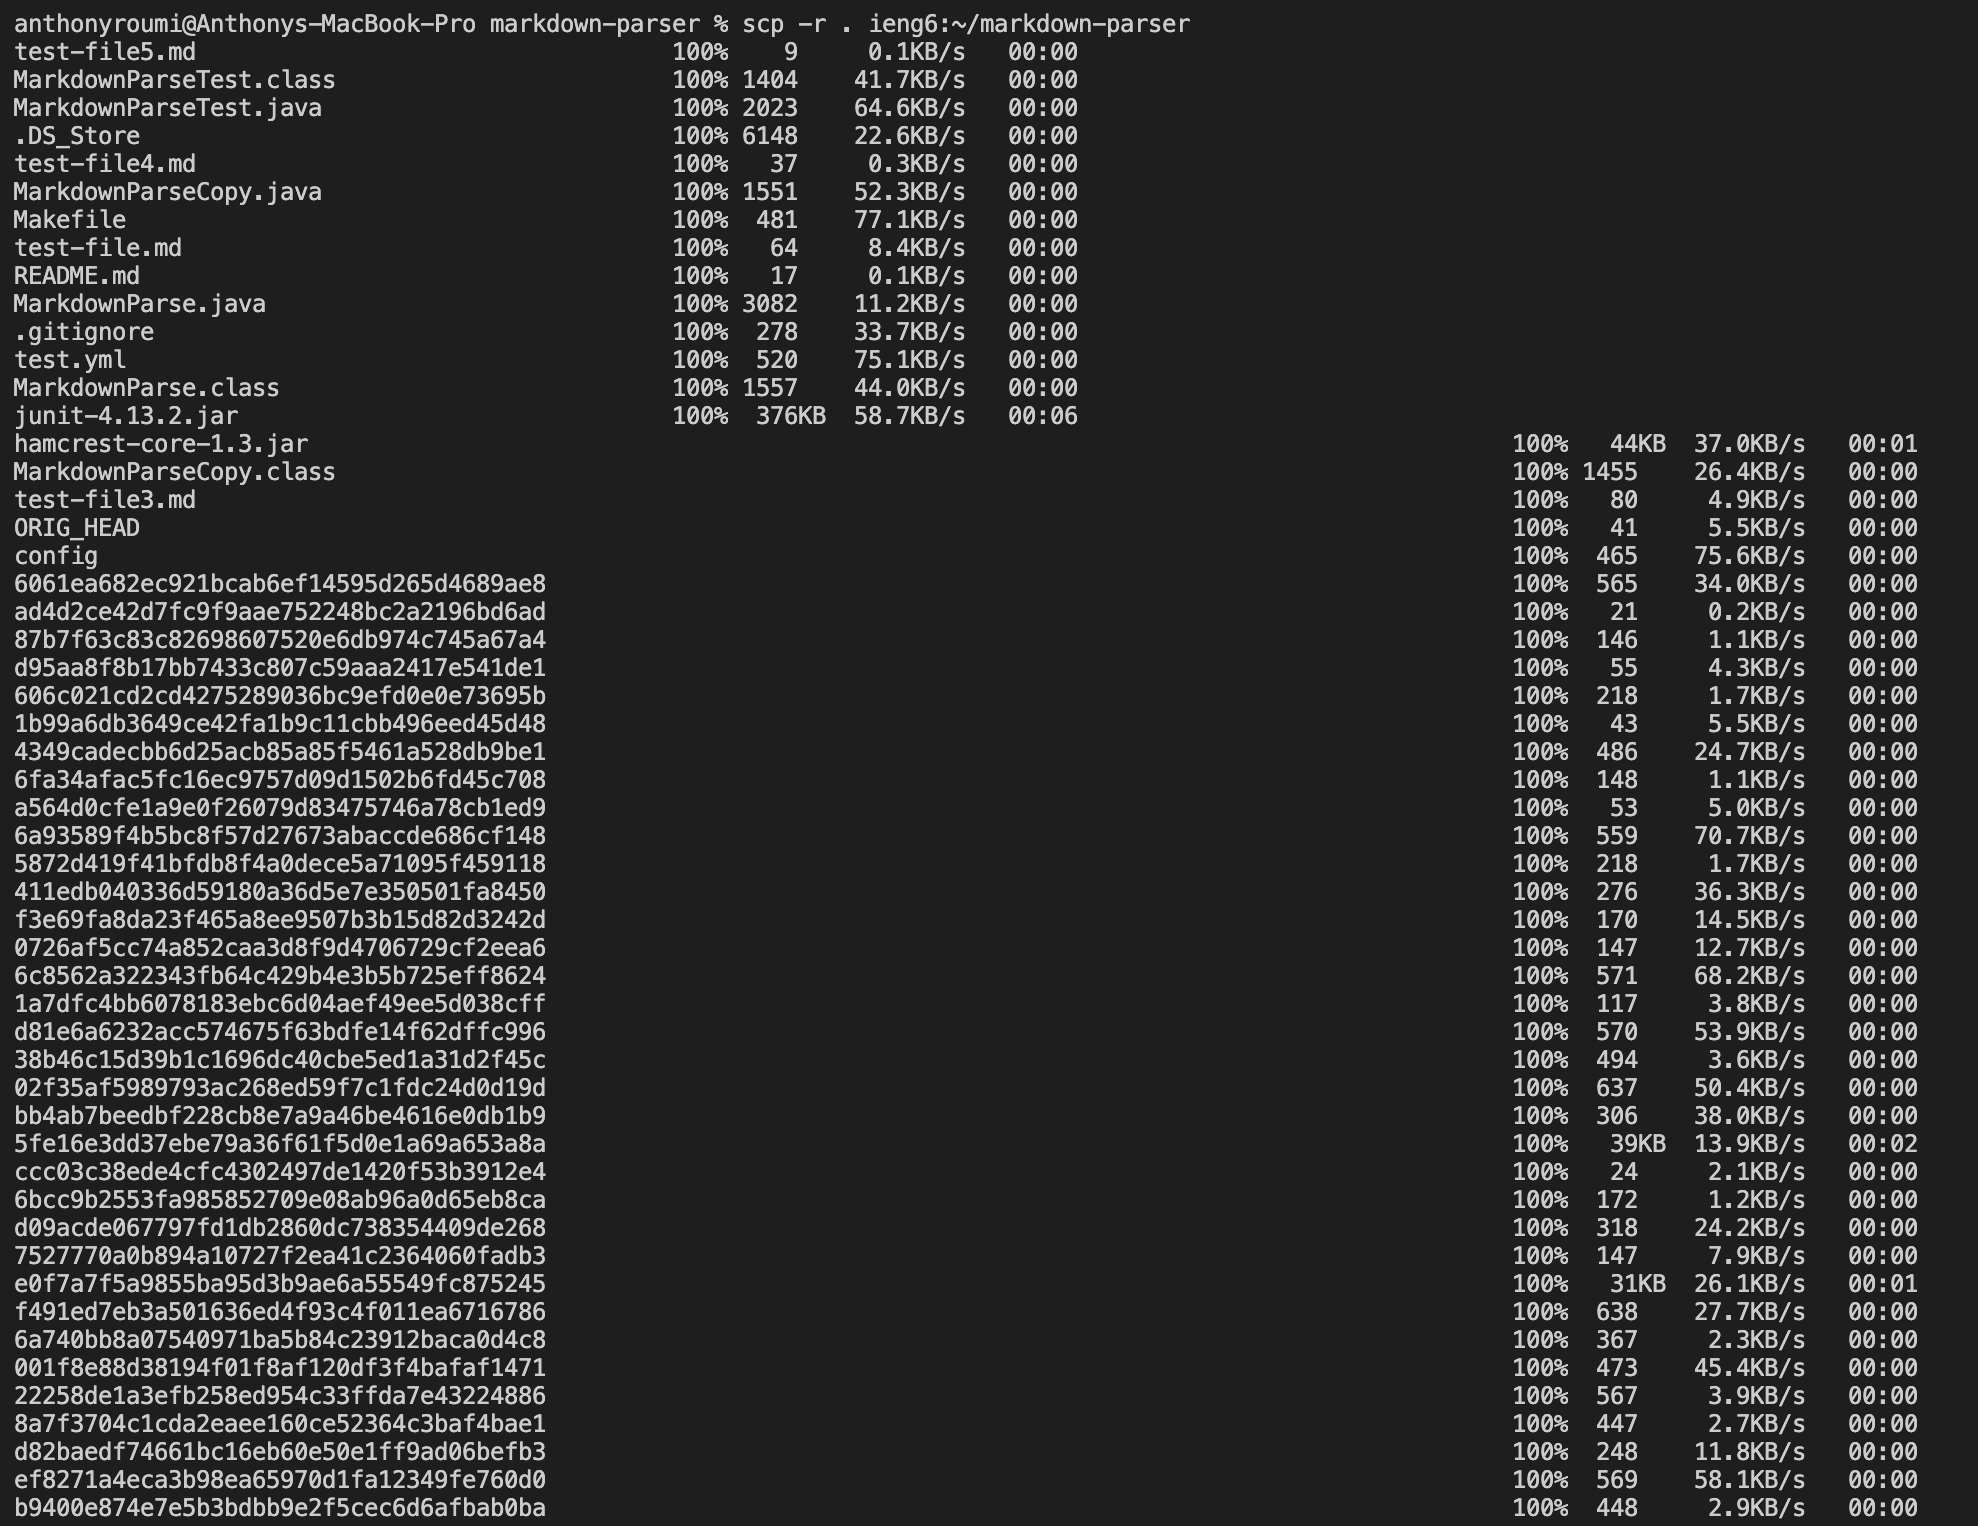 anthonyroumi@Anthonys-MacBook-Pro markdown-parser % scp -r . ieng6:~/markdown-parser
test-file5.md 100% 9 0.1KB/s 00:00
MarkdownParseTest.class 100% 1404 41.7KB/s 00:00
MarkdownParseTest.java 100% 2023 64.6KB/s 00:00
.DS_Store 100% 6148 22.6KB/s 00:00
test-file4.md 100% 37 0.3KB/s 00:00
MarkdownParseCopy.java 100% 1551 52.3KB/s 00:00
Makefile 100% 481 77.1KB/s 00:00
test-file.md 100% 64 8.4KB/s 00:00
README.md 100% 17 0.1KB/s 00:00
MarkdownParse.java 100% 3082 11.2KB/s 00:00
.gitignore 100% 278 33.7KB/s 00:00
test.yml 100% 520 75.1KB/s 00:00
MarkdownParse.class 100% 1557 44.0KB/s 00:00
junit-4.13.2.jar 100% 376KB 58.7KB/s 00:06
hamcrest-core-1.3.jar 100% 44KB 37.0KB/s 00:01
MarkdownParseCopy.class 100% 1455 26.4KB/s 00:00
test-file3.md 100% 80 4.9KB/s 00:00
ORIG_HEAD 100% 41 5.5KB/s 00:00
config 100% 465 75.6KB/s 00:00
6061ea682ec921bcab6ef14595d265d4689ae8 100% 565 34.0KB/s 00:00
ad4d2ce42d7fc9f9aae752248bc2a2196bd6ad 100% 21 0.2KB/s 00:00
87b7f63c83c82698607520e6db974c745a67a4 100% 146 1.1KB/s 00:00
d95aa8f8b17bb7433c807c59aaa2417e541de1 100% 55 4.3KB/s 00:00
606c021cd2cd4275289036bc9efd0e0e73695b 100% 218 1.7KB/s 00:00
1b99a6db3649ce42fa1b9c11cbb496eed45d48 100% 43 5.5KB/s 00:00
4349cadecbb6d25acb85a85f5461a528db9be1 100% 486 24.7KB/s 00:00
6fa34afac5fc16ec9757d09d1502b6fd45c708 100% 148 1.1KB/s 00:00
a564d0cfe1a9e0f26079d83475746a78cb1ed9 100% 53 5.0KB/s 00:00
6a93589f4b5bc8f57d27673abaccde686cf148 100% 559 70.7KB/s 00:00
5872d419f41bfdb8f4a0dece5a71095f459118 100% 218 1.7KB/s 00:00
411edb040336d59180a36d5e7e350501fa8450 100% 276 36.3KB/s 00:00
f3e69fa8da23f465a8ee9507b3b15d82d3242d 100% 170 14.5KB/s 00:00
0726af5cc74a852caa3d8f9d4706729cf2eea6 100% 147 12.7KB/s 00:00
6c8562a322343fb64c429b4e3b5b725eff8624 100% 571 68.2KB/s 00:00
1a7dfc4bb6078183ebc6d04aef49ee5d038cff 100% 117 3.8KB/s 00:00
d81e6a6232acc574675f63bdfe14f62dffc996 100% 570 53.9KB/s 00:00
38b46c15d39b1c1696dc40cbe5ed1a31d2f45c 100% 494 3.6KB/s 00:00
02f35af5989793ac268ed59f7c1fdc24d0d19d 100% 637 50.4KB/s 00:00
bb4ab7beedbf228cb8e7a9a46be4616e0db1b9 100% 306 38.0KB/s 00:00
5fe16e3dd37ebe79a36f61f5d0e1a69a653a8a 100% 39KB 13.9KB/s 00:02
ccc03c38ede4cfc4302497de1420f53b3912e4 100% 24 2.1KB/s 00:00
6bcc9b2553fa985852709e08ab96a0d65eb8ca 100% 172 1.2KB/s 00:00
d09acde067797fd1db2860dc738354409de268 100% 318 24.2KB/s 00:00
7527770a0b894a10727f2ea41c2364060fadb3 100% 147 7.9KB/s 00:00
e0f7a7f5a9855ba95d3b9ae6a55549fc875245 100% 31KB 26.1KB/s 00:01
f491ed7eb3a501636ed4f93c4f011ea6716786 100% 638 27.7KB/s 00:00
6a740bb8a07540971ba5b84c23912baca0d4c8 100% 367 2.3KB/s 00:00
001f8e88d38194f01f8af120df3f4bafaf1471 100% 473 45.4KB/s 00:00
22258de1a3efb258ed954c33ffda7e43224886 100% 567 3.9KB/s 00:00
8a7f3704c1cda2eaee160ce52364c3baf4bae1 100% 447 2.7KB/s 00:00
d82baedf74661bc16eb60e50e1ff9ad06befb3 100% 248 11.8KB/s 00:00
ef8271a4eca3b98ea65970d1fa12349fe760d0 100% 569 58.1KB/s 00:00
b9400e874e7e5b3bdbb9e2f5cec6d6afbab0ba 100% 448 2.9KB/s 00:00